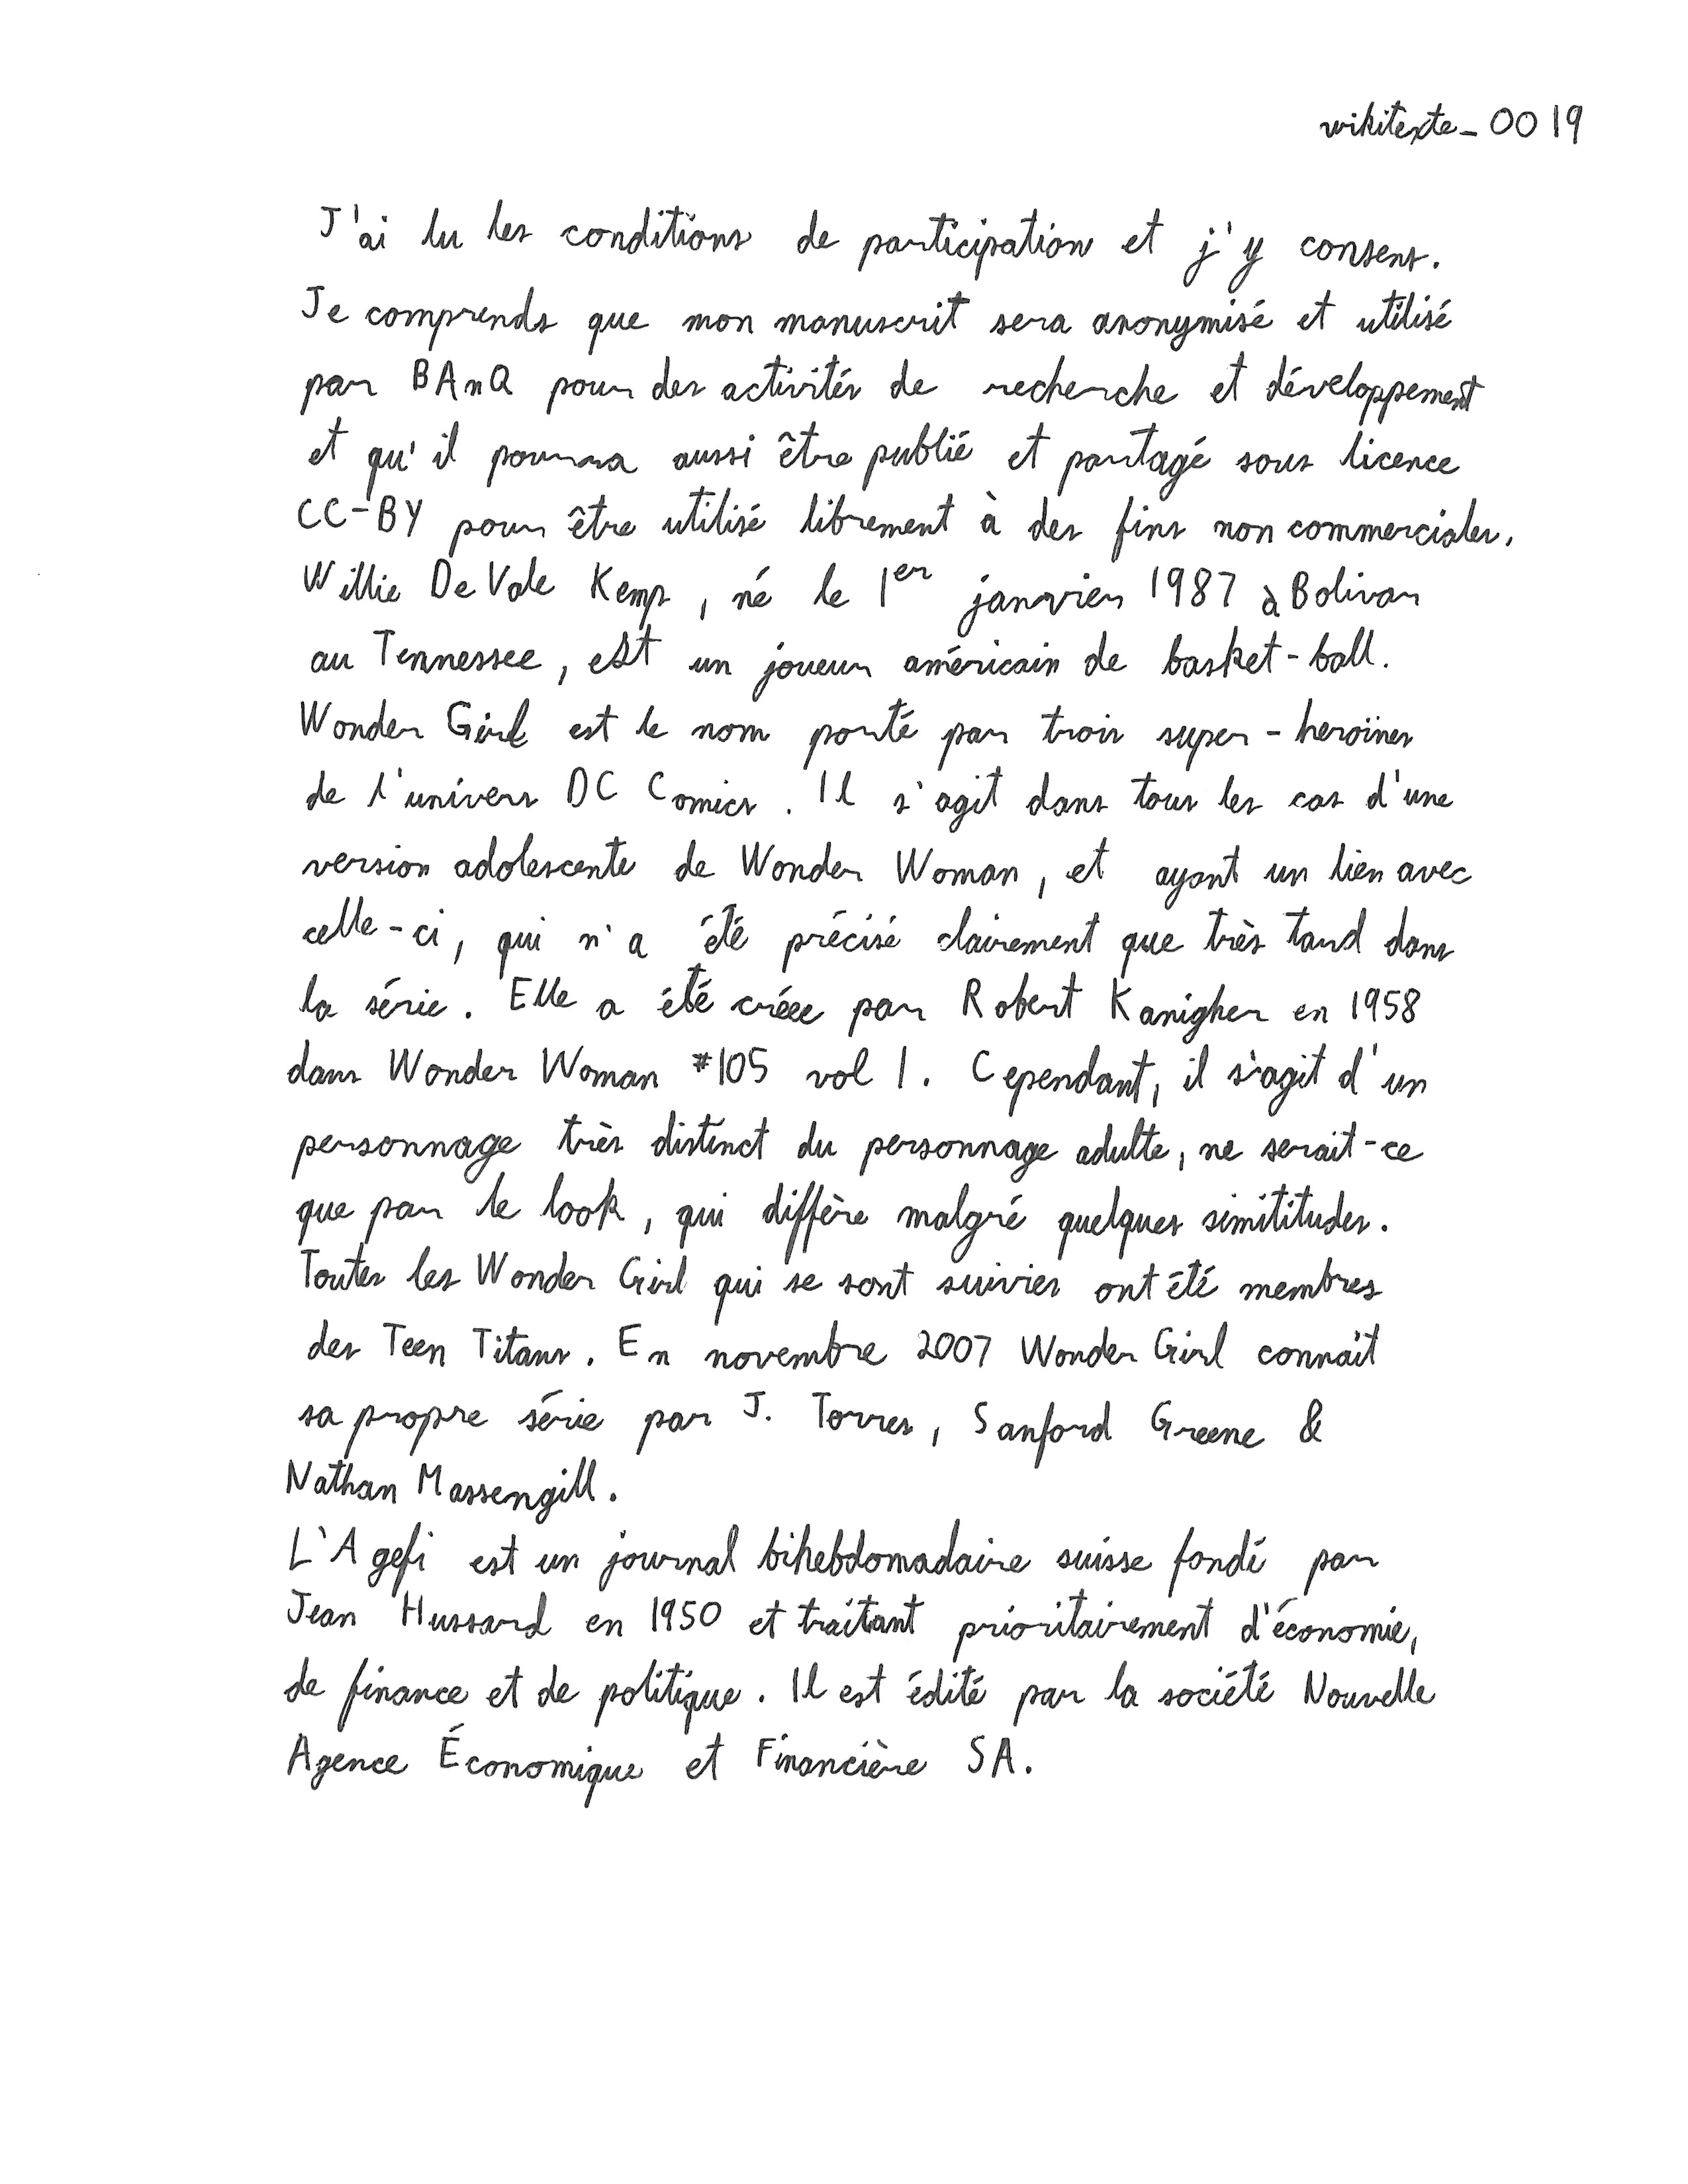 wikitexte_0019
J'ai lu les conditions de participation et j'y consens.
Je comprends que mon manuscrit sera anonymisé et utilisé
par BAnQ pour des activités de recherche et développement
et qu'il pourra aussi être publié et partagé sous licence
CC-BY pour être utilisé librement à des fins non commerciales.
Willie De Vale Kemp, né le 1er janvier 1987 à Bolivar
au Tennessee, est un joueur américain de basket-ball.
Wonder Girl est le nom porté par trois super-heroïnes
de l'univers DC Comics. Il s'agit dans tous les cas d'une
version adolescente de Wonder Woman, et ayant un lien avec
celle-ci, qui n'a été précisé clairement que très tard dans
la série. Elle a été créee par Robert Kanigher en 1958
dans Wonder Woman #105 vol 1. Cependant, il s'agit d'un
personnage très distinct du personnage adulte, ne serait-ce
que par le look, qui diffère malgré quelques simititudes.
Toutes les Wonder Girl qui se sont suivies ont été membres
des Teen Titans. En novembre 2007 Wonder Girl connaît
sa propre série par J. Torres, Sanford Greene &
Nathan Massengill.
L'Agefi est un journal bihebdomadaire suisse fondé par
Jean Hussard en 1950 et traitant prioritairement d'économie,
de finance et de politique. Il est édité par la société Nouvelle
Agence Économique et Financière SA.